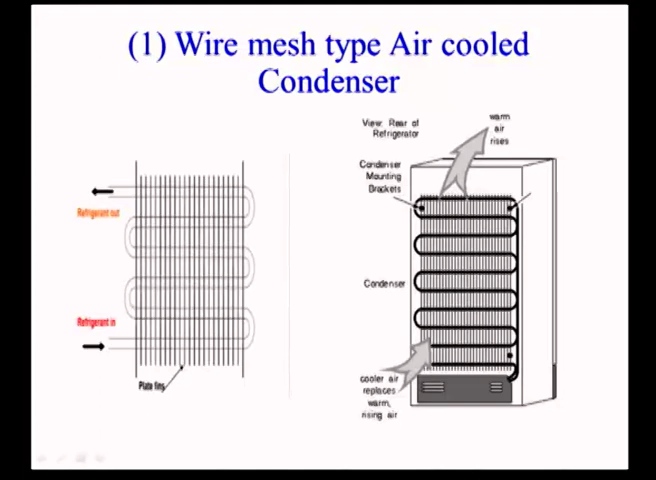 (1) Wire mesh type Air cooled
Condenser
Refrigerant out
Refrigerant in
Plate fins
View: Rear of
Refrigerator
warm
air
rises
Condenser
Mounting
Brackets
Condenser
cooler air
replaces
warm,
rising air